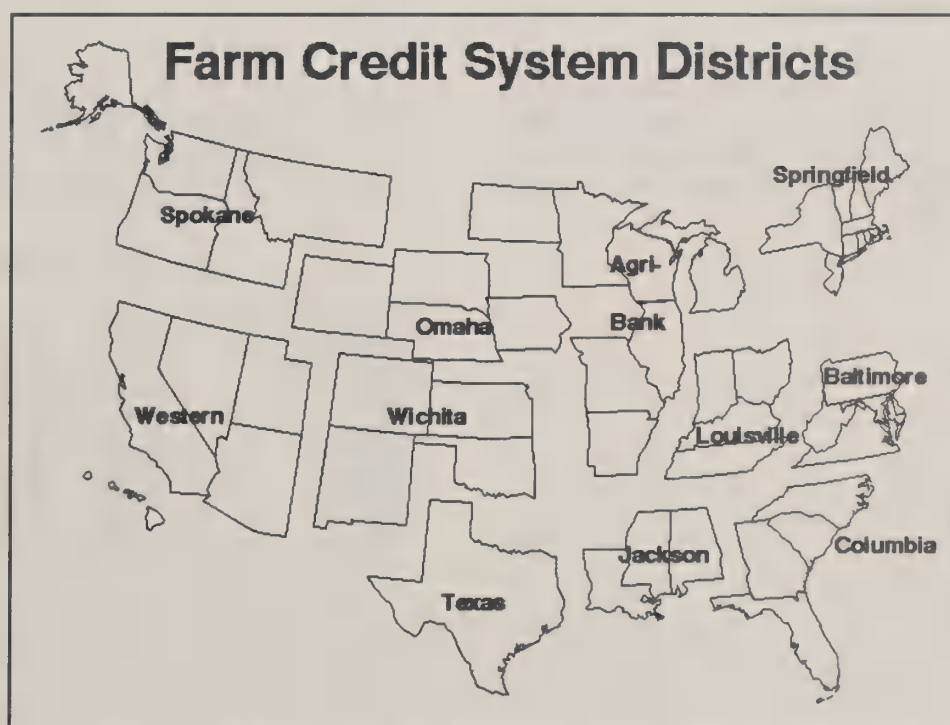 Farm Credit System Districts
Springfield
Spokane
Agri-
Bank
Omaha
Baltimore
Western
Wichita
Louisville
Jackson
Columbia
Texas